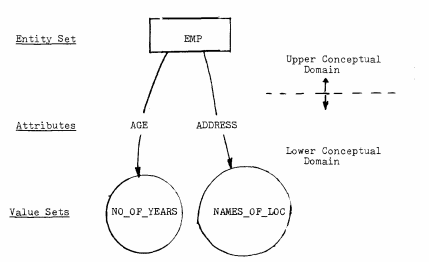 Entity Set
EMP
Upper Conceptual
Domain
Attributes
AGE
ADDRESS
Lower Conceptual
Domain
Value Sets
NO_OF_YEARS
NAMES_OF_LOC